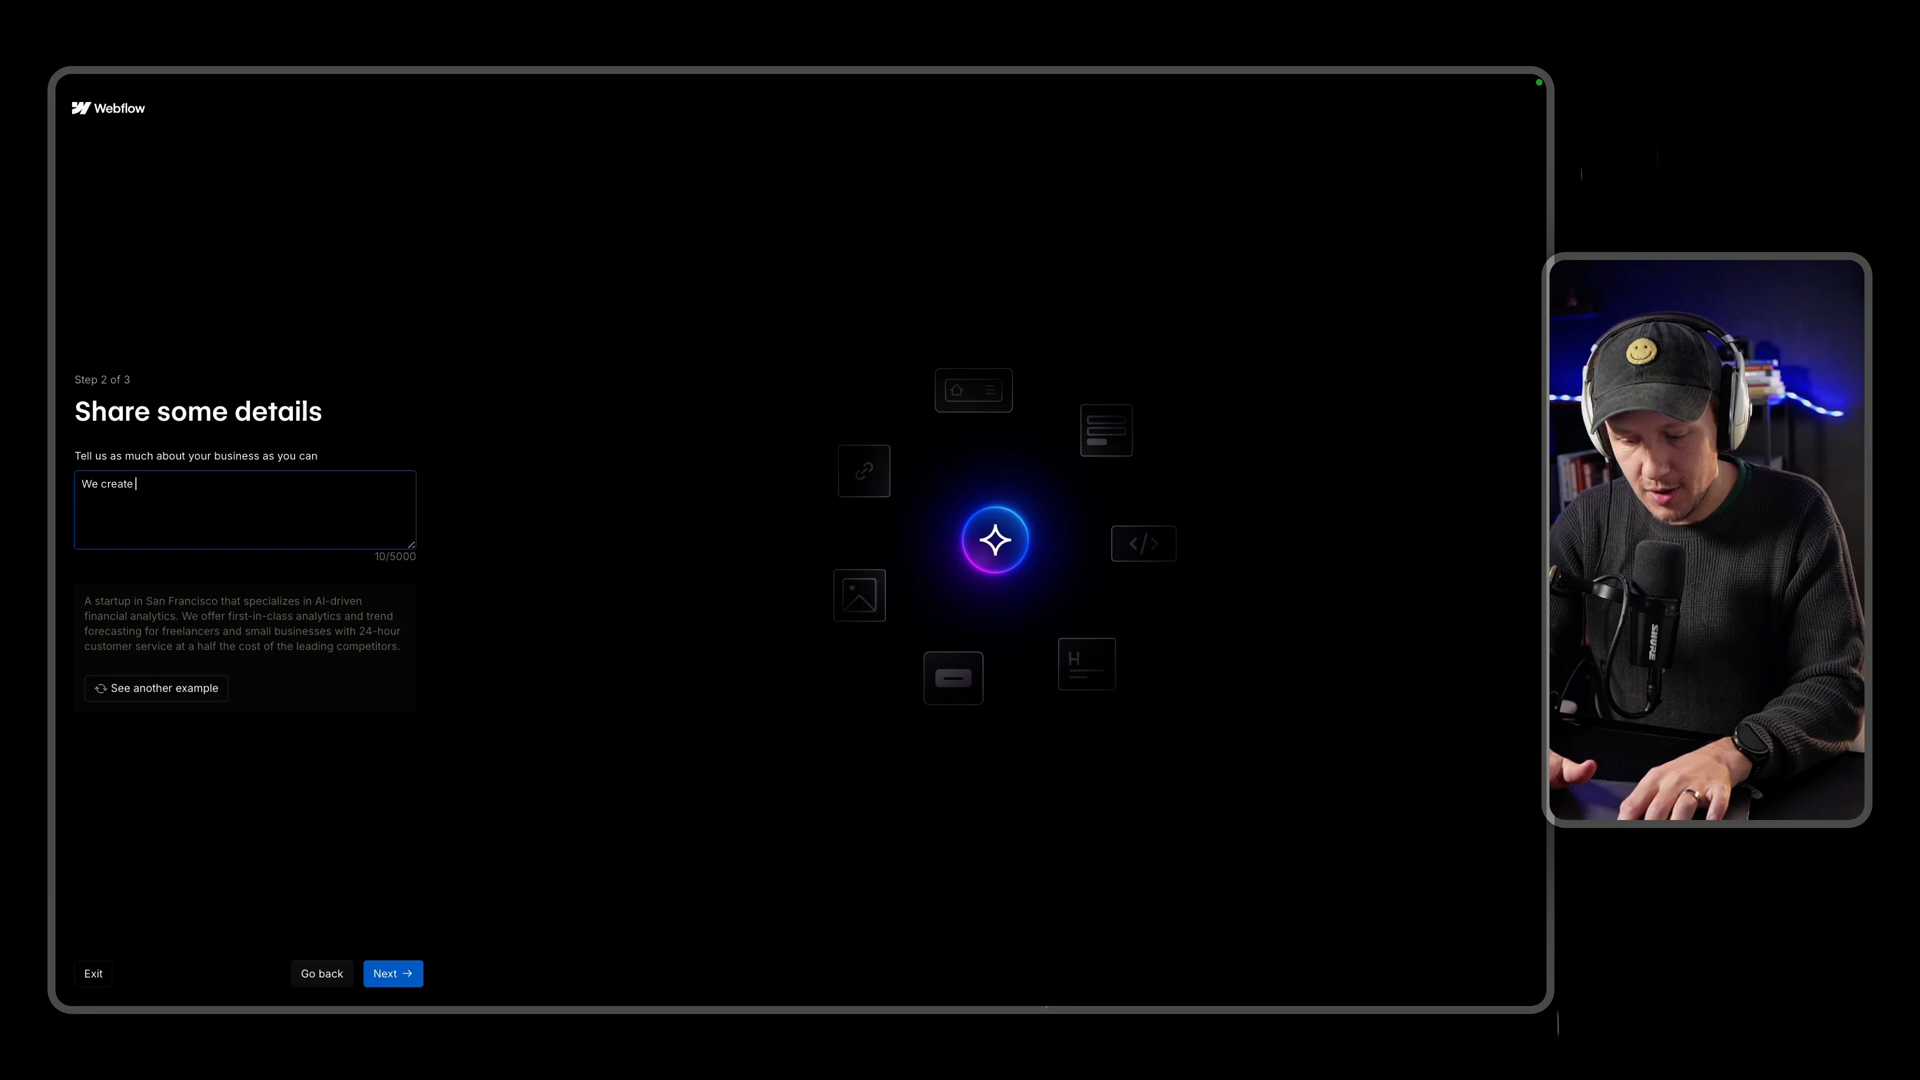 Webflow
Step 2 of 3
Share some details
Tell us as much about your business as you can
We create
10/5000
A startup in San Francisco that specializes in AI-driven
financial analytics. We offer first-in-class analytics and trend
forecasting for freelancers and small businesses with 24-hour
customer service at a half the cost of the leading competitors.
See another example
Exit
Go back
Next
H
SHURE